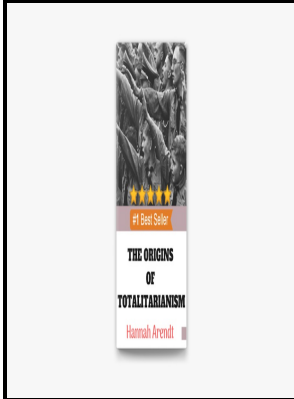 #1 Best Seller
THE ORIGINS
OF
TOTALITARIANISM
Hannah Arendt